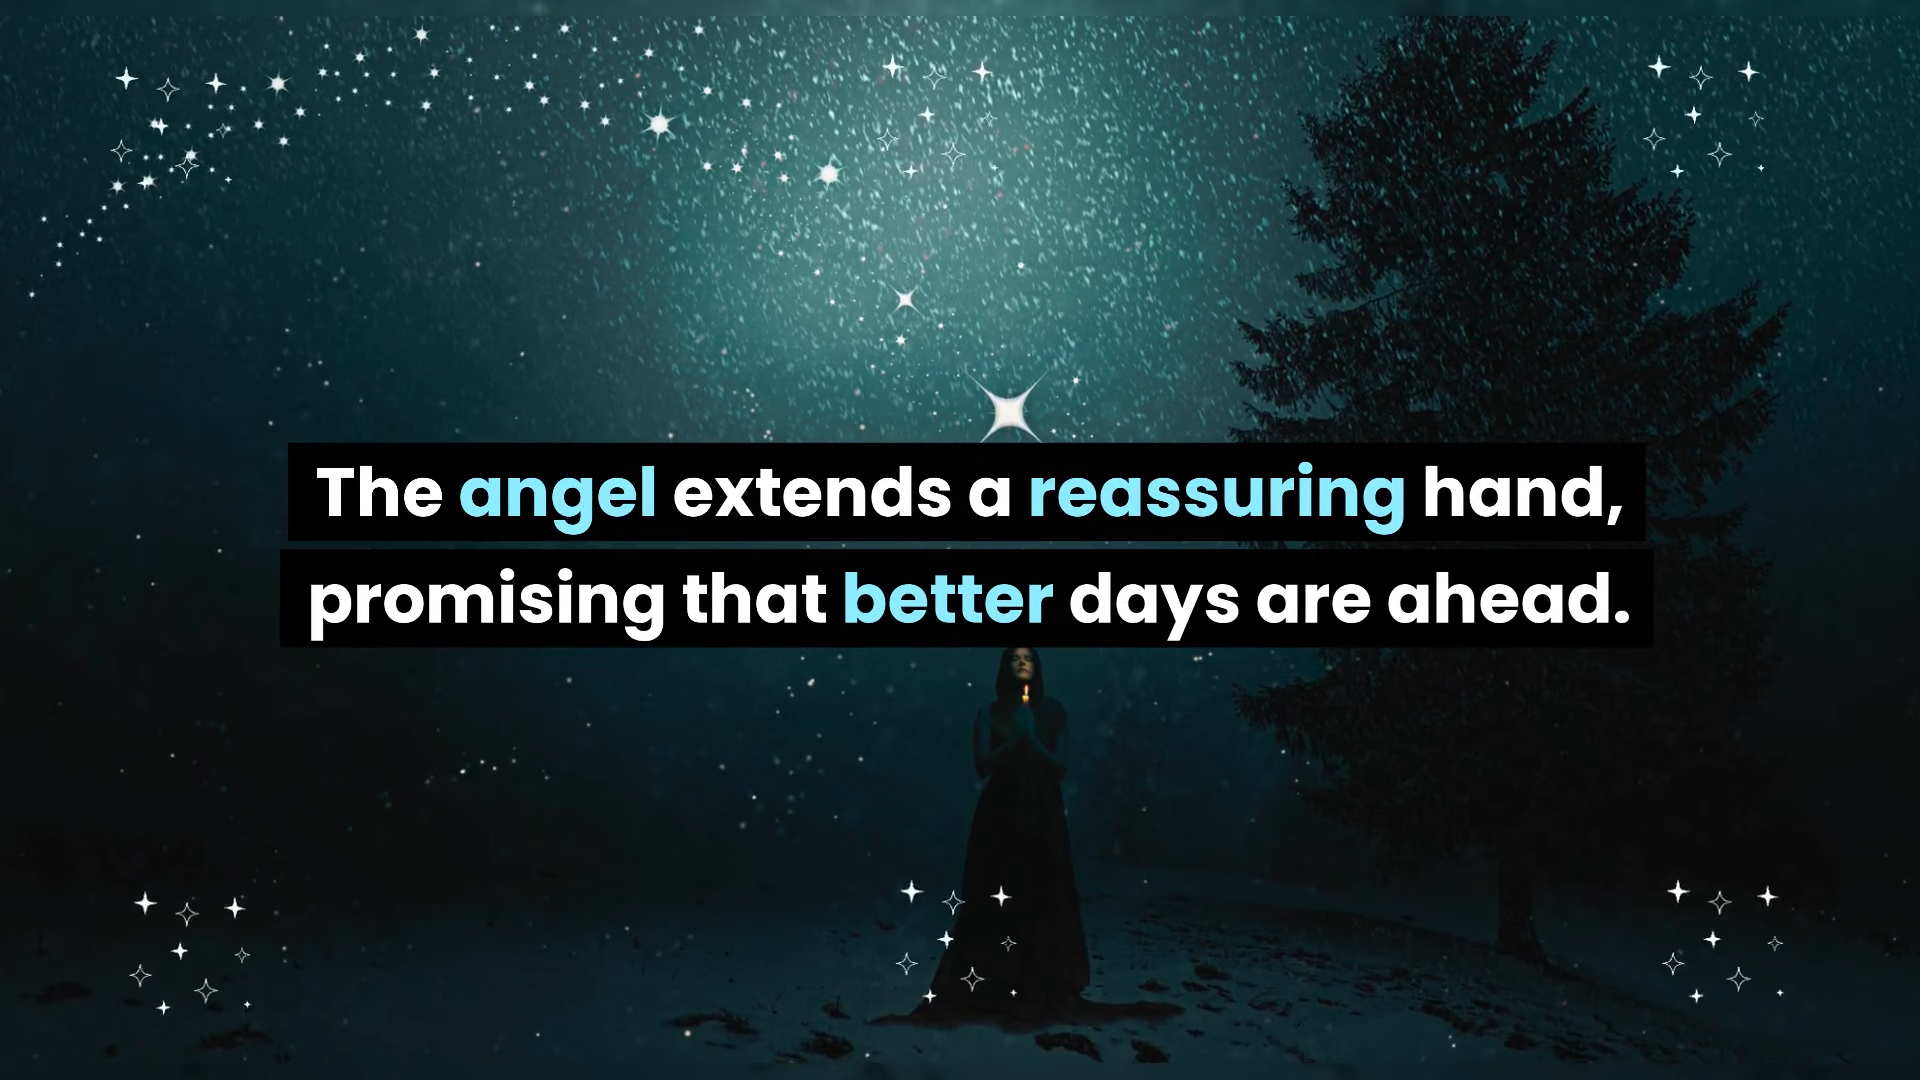 The angel extends a reassuring hand,
promising that better days are ahead.